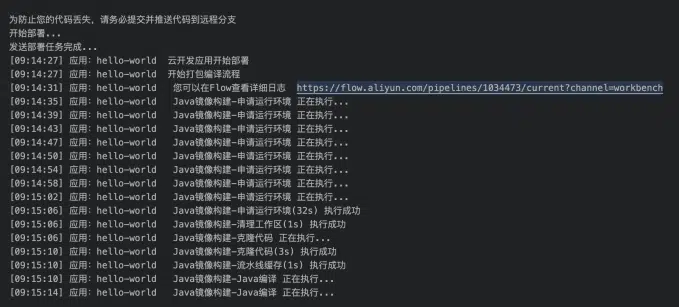 为防止您的代码丢失，请务必提交并推送代码到远程分支
开始部署...
发送部署任务完成...
[09:14:27] 应用：hello-world  云开发应用开始部署
[09:14:27] 应用：hello-world  开始打包编译流程
[09:14:31] 应用：hello-world   您可以在Flow查看详细日志  https://flow.aliyun.com/pipelines/1034473/current?channel=workbench
[09:14:35] 应用：hello-world   Java镜像构建-申请运行环境 正在执行...
[09:14:39] 应用：hello-world   Java镜像构建-申请运行环境 正在执行...
[09:14:43] 应用：hello-world   Java镜像构建-申请运行环境 正在执行...
[09:14:47] 应用：hello-world   Java镜像构建-申请运行环境 正在执行...
[09:14:50] 应用：hello-world   Java镜像构建-申请运行环境 正在执行...
[09:14:54] 应用：hello-world   Java镜像构建-申请运行环境 正在执行...
[09:14:58] 应用：hello-world   Java镜像构建-申请运行环境 正在执行...
[09:15:02] 应用：hello-world   Java镜像构建-申请运行环境 正在执行...
[09:15:06] 应用：hello-world   Java镜像构建-申请运行环境(32s) 执行成功
[09:15:06] 应用：hello-world   Java镜像构建-清理工作区(1s) 执行成功
[09:15:06] 应用：hello-world   Java镜像构建-克隆代码 正在执行...
[09:15:10] 应用：hello-world   Java镜像构建-克隆代码(3s) 执行成功
[09:15:10] 应用：hello-world   Java镜像构建-流水线缓存(1s) 执行成功
[09:15:10] 应用：hello-world   Java镜像构建-Java编译 正在执行...
[09:15:14] 应用：hello-world   Java镜像构建-Java编译 正在执行...